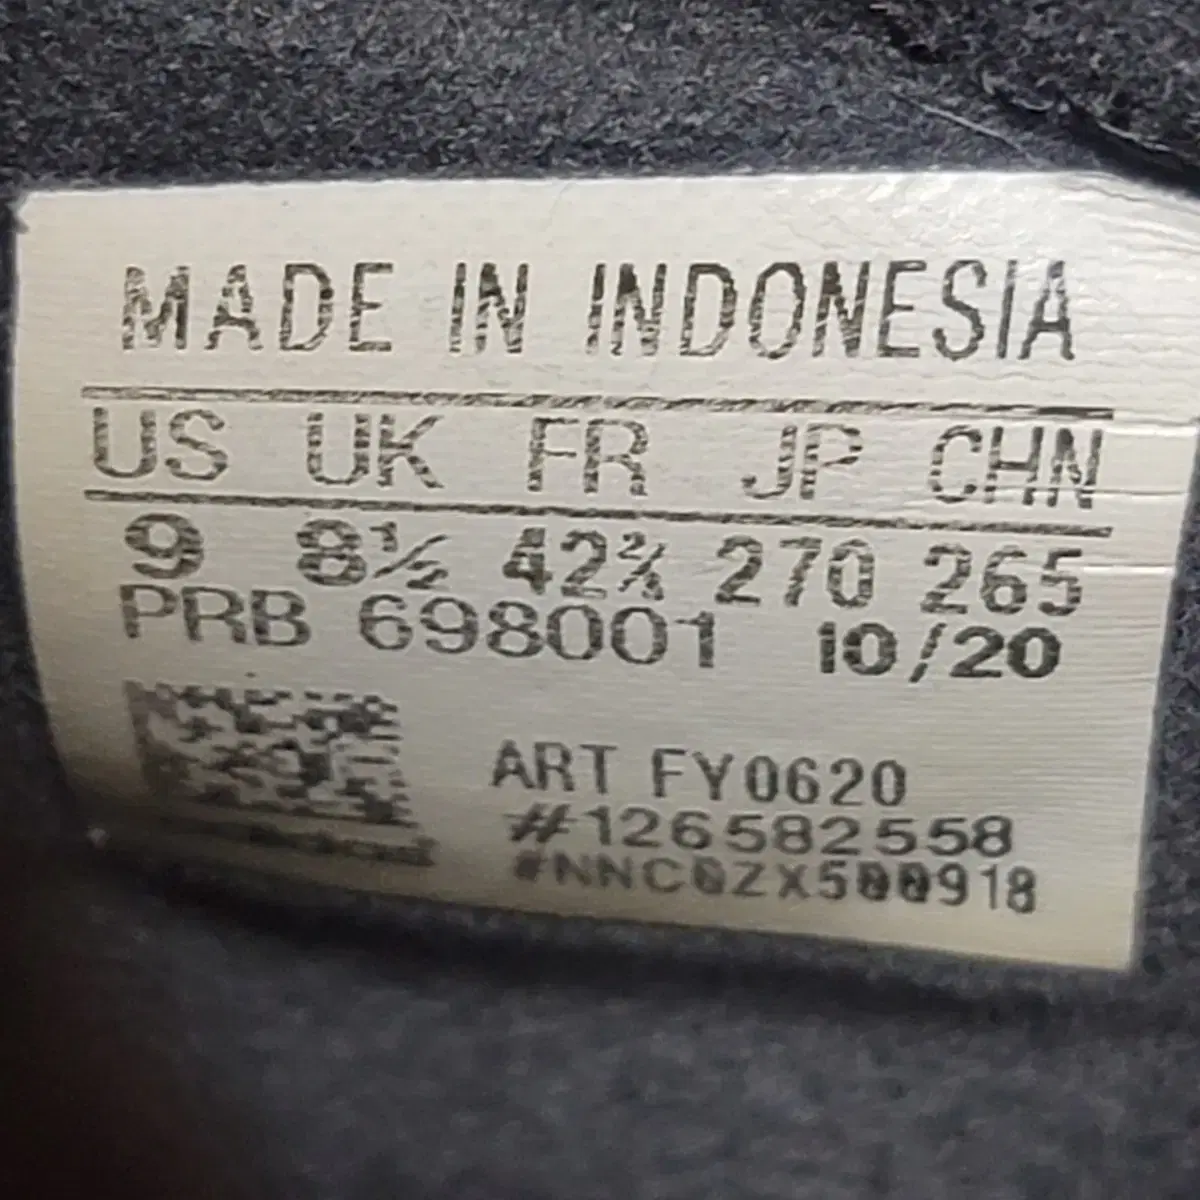 MADE IN INDONESIA
US UK FR JP CHN
9 8½ 42⅔ 270 265
PRB 698001 10/20
ART FY0620
#126582558
#NNC0ZX500918